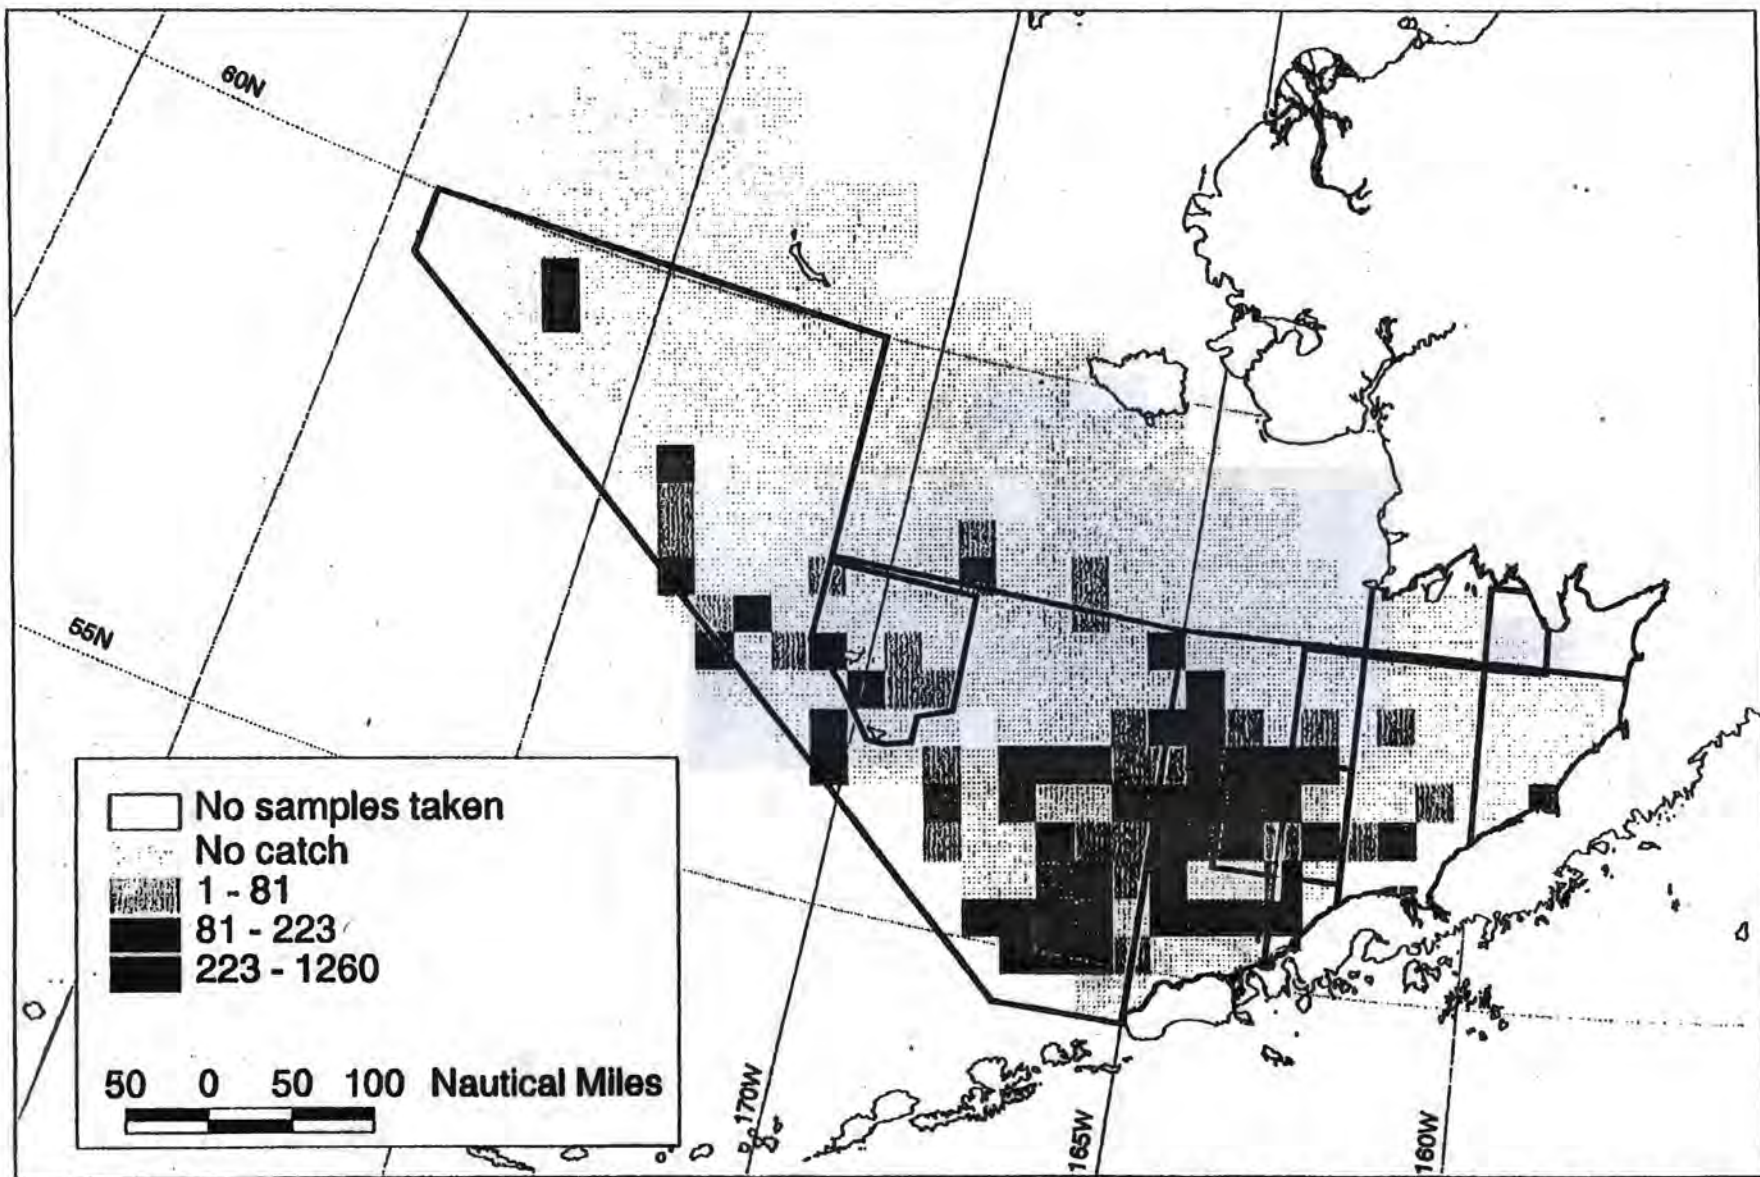 60N
55N
No samples taken
No catch
1 - 81
81 - 223
223 - 1260
50 0 50 100 Nautical Miles
170W
165W
160W